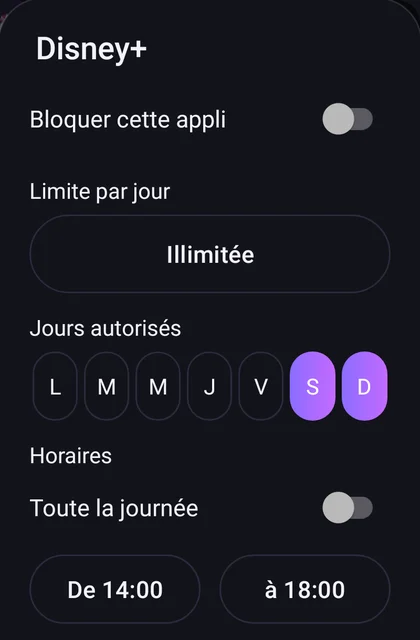 Disney+
Bloquer cette appli
Limite par jour
Illimitée
Jours autorisés
L M M J V S D
Horaires
Toute la journée
De 14:00 à 18:00